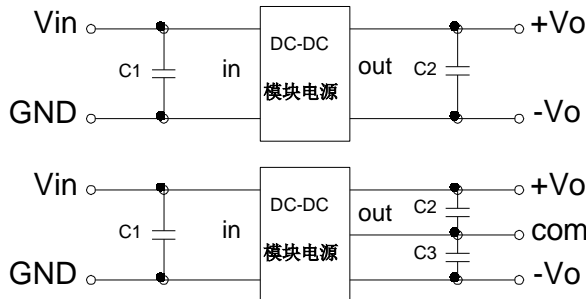 Vin
DC-DC
+Vo
C1
in
模块电源
out
C2
GND
-Vo
Vin
DC-DC
+Vo
C1
in
模块电源
out
C2
com
C3
GND
-Vo